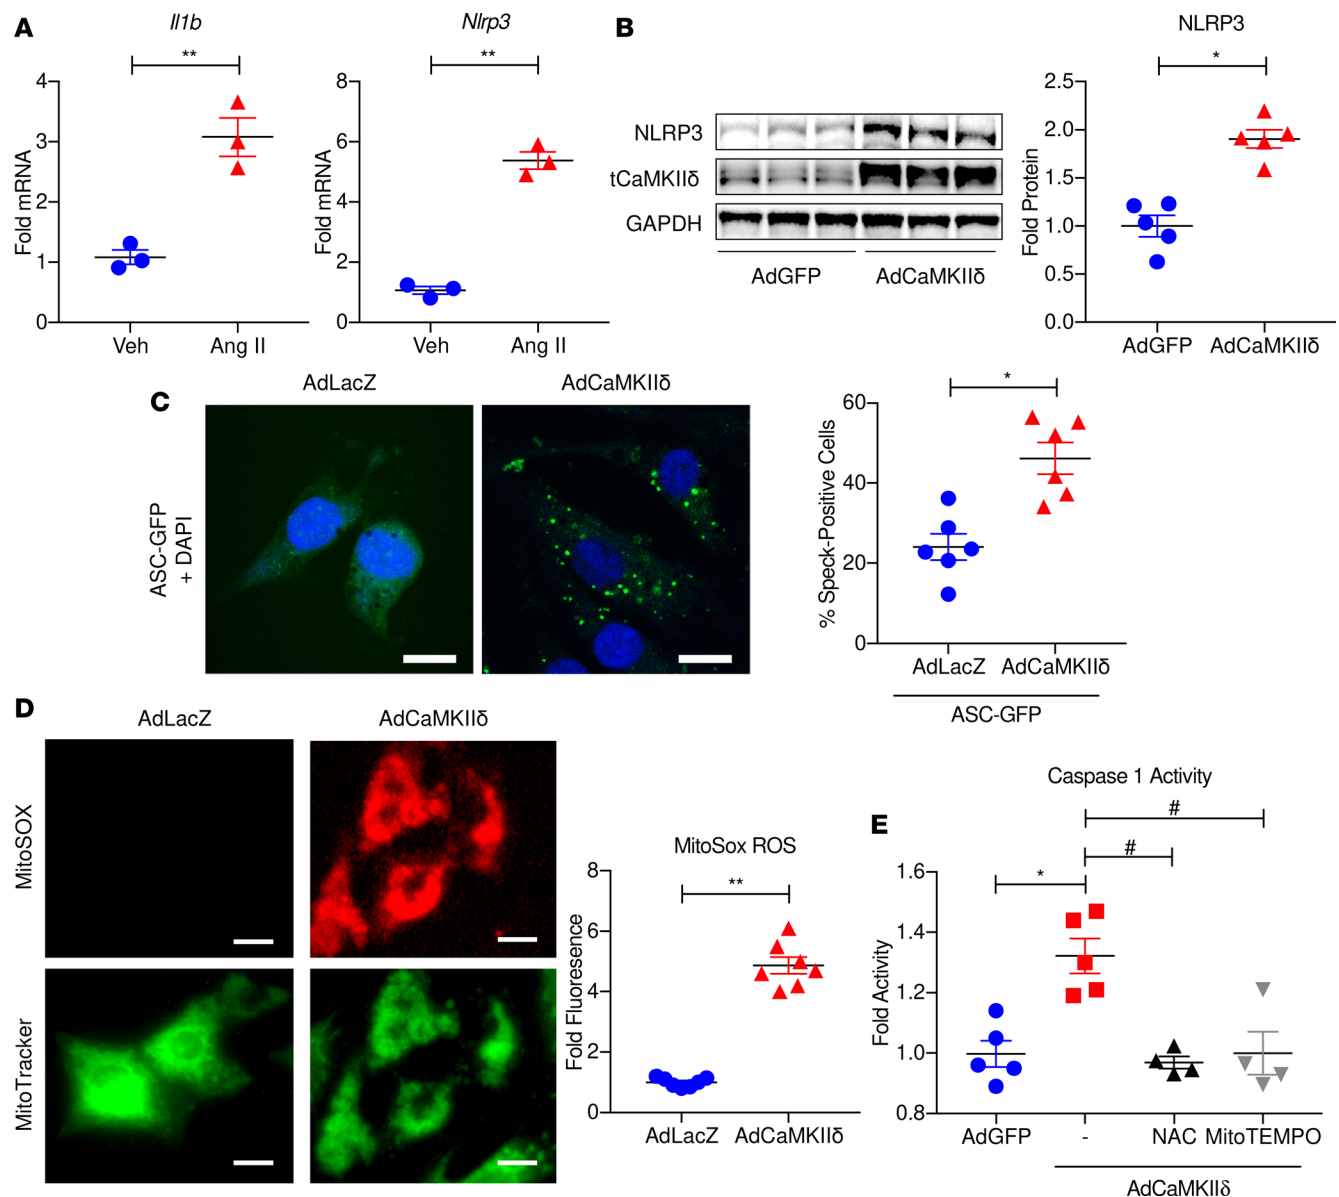 A
Il1b
**
4
3
2
1
0
Fold mRNA
Veh
Ang II
Nlrp3
**
8
6
4
2
0
Fold mRNA
Veh
Ang II
B
NLRP3
tCaMKIIδ
GAPDH
AdGFP
AdCaMKIIδ
NLRP3
*
2.5
2.0
1.5
1.0
0.5
0.0
Fold Protein
AdGFP
AdCaMKIIδ
C
AdLacZ
AdCaMKIIδ
ASC-GFP
+ DAPI
*
60
40
20
0
% Speck-Positive Cells
AdLacZ
AdCaMKIIδ
ASC-GFP
D
AdLacZ
AdCaMKIIδ
MitoSOX
MitoTracker
MitoSox ROS
**
8
6
4
2
0
Fold Fluoresence
AdLacZ
AdCaMKIIδ
E
Caspase 1 Activity
#
#
*
1.6
1.4
1.2
1.0
0.8
Fold Activity
AdGFP
-
NAC
MitoTEMPO
AdCaMKIIδ